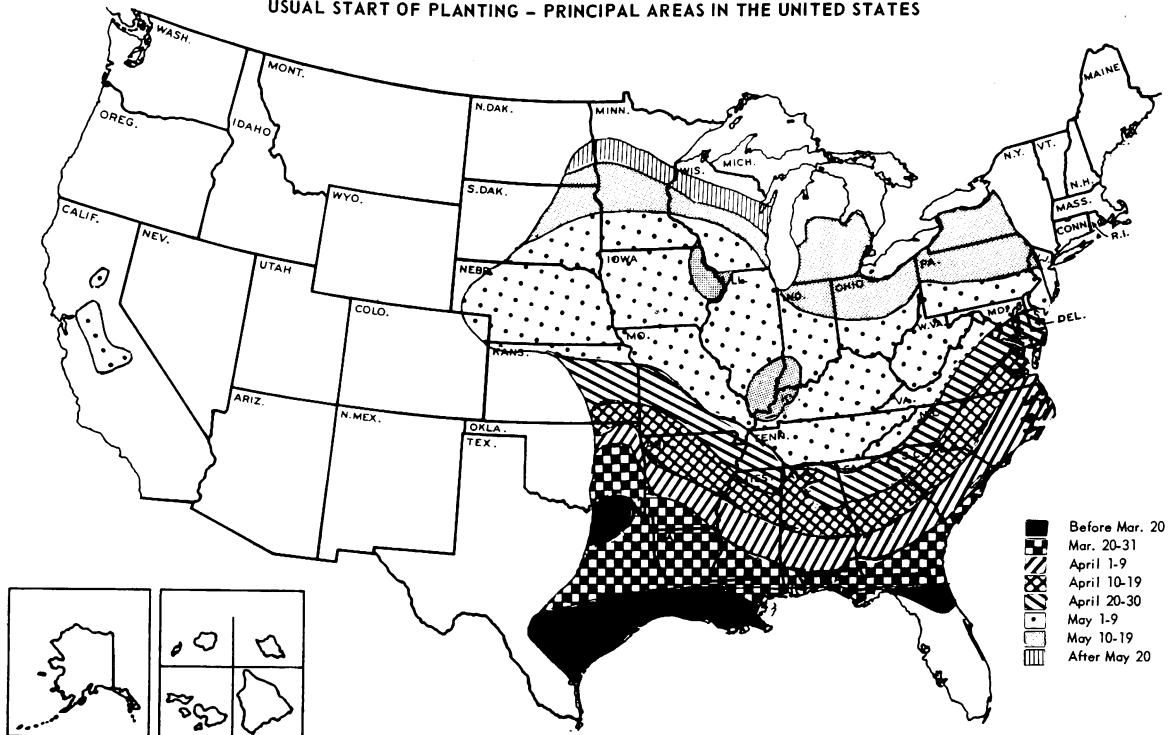 USUAL START OF PLANTING – PRINCIPAL AREAS IN THE UNITED STATES
WASH.
MONT.
N.DAK.
MINN.
MAINE
OREG.
IDAHO
N.Y.
VT.
WIS.
MICH.
N.H.
S.DAK.
WYO.
MASS.
CALIF.
CONN.
R.I.
NEV.
UTAH
NEBR.
IOWA
PA.
N.J.
ILL.
IND.
OHIO
COLO.
MD.
DEL.
W.VA.
MO.
KANS.
VA.
ARIZ.
N.MEX.
OKLA.
TENN.
TEX.
Before Mar. 20
Mar. 20-31
April 1-9
April 10-19
April 20-30
May 1-9
May 10-19
After May 20